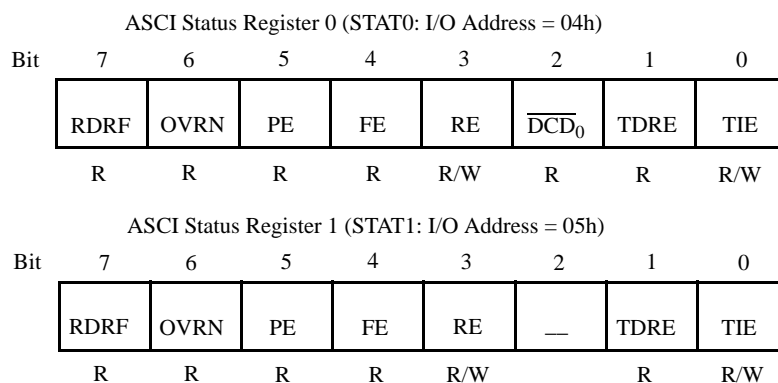 ASCI Status Register 0 (STAT0: I/O Address = 04h)
Bit 7 6 5 4 3 2 1 0
RDRF OVRN PE FE RE D̅C̅D̅₀ TDRE TIE
R R R R R/W R R R/W
ASCI Status Register 1 (STAT1: I/O Address = 05h)
Bit 7 6 5 4 3 2 1 0
RDRF OVRN PE FE RE __ TDRE TIE
R R R R R/W R R/W